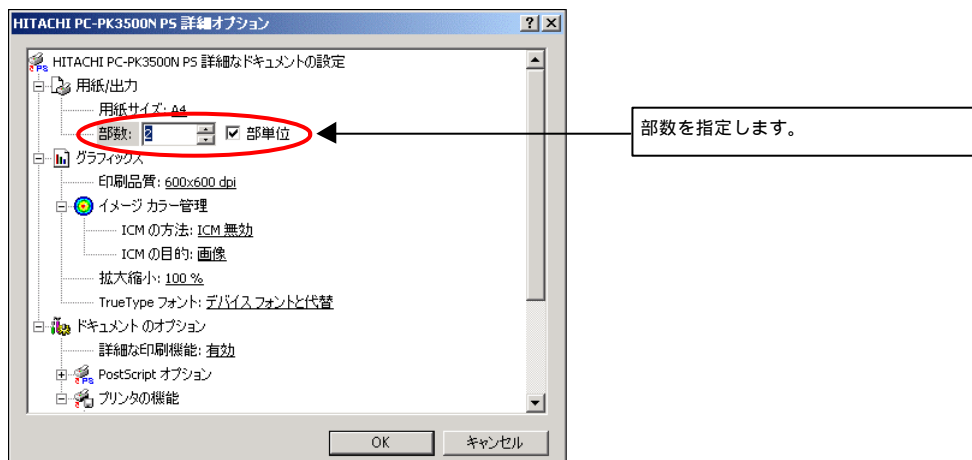 HITACHI PC-PK3500N PS 詳細オプション
HITACHI PC-PK3500N PS 詳細なドキュメントの設定
用紙/出力
用紙サイズ: A4
部数: 2 部単位
部数を指定します。
グラフィックス
印刷品質: 600x600 dpi
イメージ カラー管理
ICM の方法: ICM 無効
ICM の目的: 画像
拡大縮小: 100 %
TrueType フォント: デバイス フォントと代替
ドキュメント のオプション
詳細な印刷機能: 有効
PostScript オプション
プリンタの機能
OK キャンセル